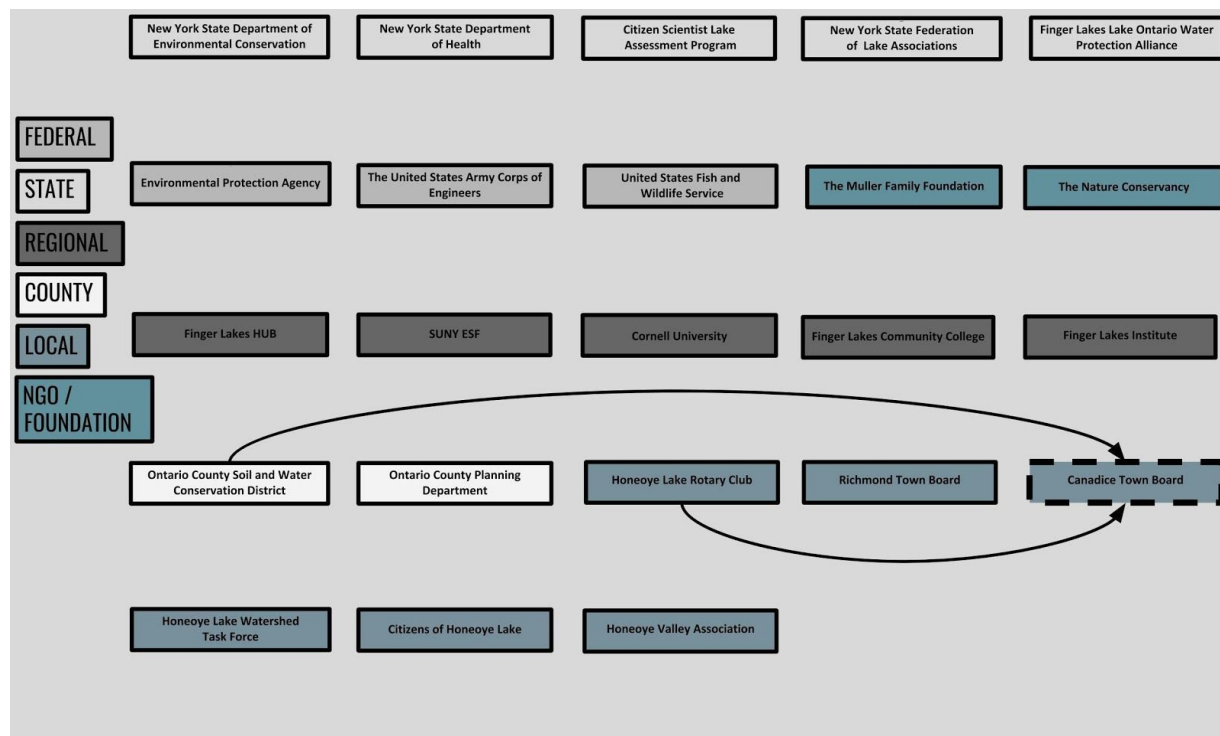 New York State Department of
Environmental Conservation
New York State Department
of Health
Citizen Scientist Lake
Assessment Program
New York State Federation
of Lake Associations
Finger Lakes Lake Ontario Water
Protection Alliance
FEDERAL
STATE
REGIONAL
COUNTY
LOCAL
NGO /
FOUNDATION
Environmental Protection Agency
The United States Army Corps of
Engineers
United States Fish and
Wildlife Service
The Muller Family Foundation
The Nature Conservancy
Finger Lakes HUB
SUNY ESF
Cornell University
Finger Lakes Community College
Finger Lakes Institute
Ontario County Soil and Water
Conservation District
Ontario County Planning
Department
Honeoye Lake Rotary Club
Richmond Town Board
Canadice Town Board
Honeoye Lake Watershed
Task Force
Citizens of Honeoye Lake
Honeoye Valley Association